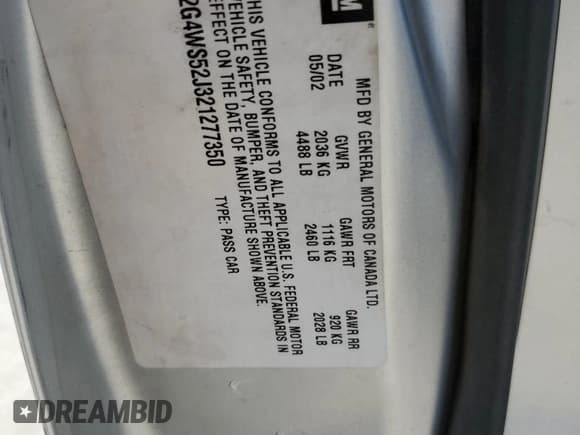 GM
MFD BY GENERAL MOTORS OF CANADA LTD.
DATE GVWR GAWR FRT GAWR RR
05/02 2036 KG 1116 KG 920 KG
4488 LB 2460 LB 2028 LB
THIS VEHICLE CONFORMS TO ALL APPLICABLE U.S. FEDERAL MOTOR
VEHICLE SAFETY, BUMPER, AND THEFT PREVENTION STANDARDS IN
EFFECT ON THE DATE OF MANUFACTURE SHOWN ABOVE.
2G4WS52J321277350 TYPE: PASS CAR
DREAMBID